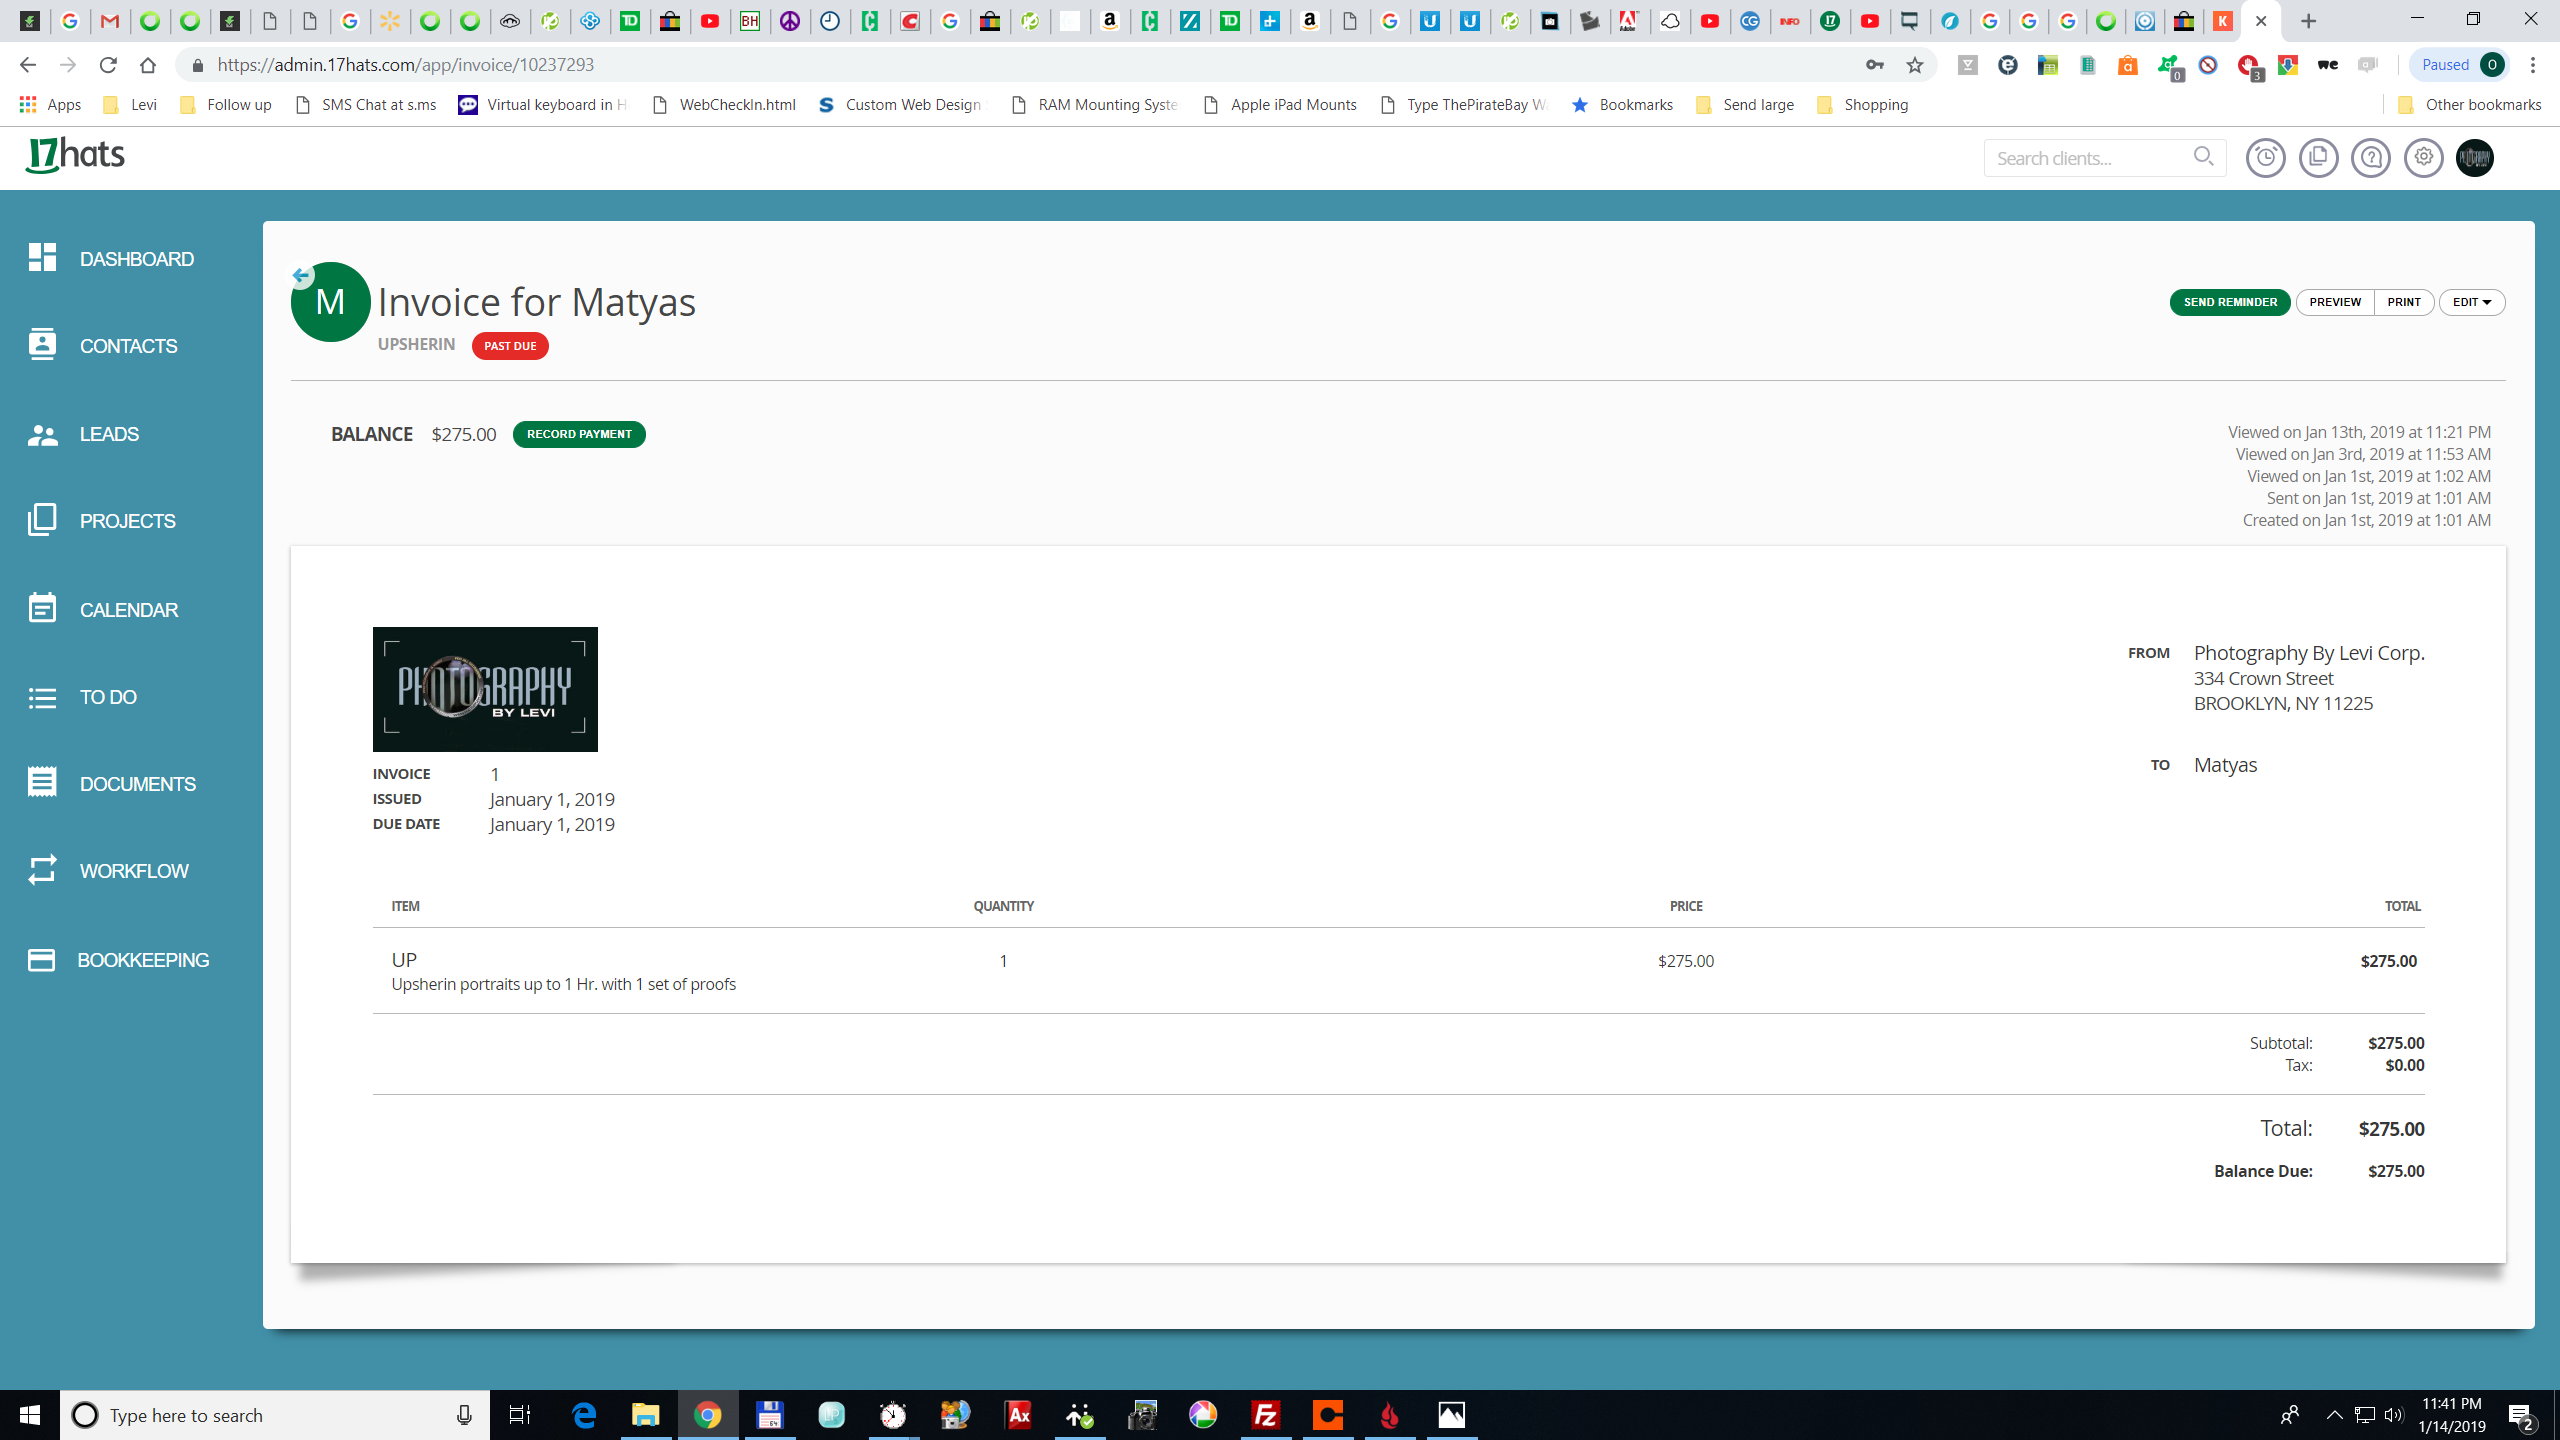 https://admin.17hats.com/app/invoice/10237293
Paused
Apps
Levi
Follow up
SMS Chat at s.ms
Virtual keyboard in H
WebCheckIn.html
Custom Web Design
RAM Mounting Syste
Apple iPad Mounts
Type ThePirateBay W
Bookmarks
Send large
Shopping
Other bookmarks
17hats
Search clients...
DASHBOARD
CONTACTS
LEADS
PROJECTS
CALENDAR
TO DO
DOCUMENTS
WORKFLOW
BOOKKEEPING
M
Invoice for Matyas
UPSHERIN PAST DUE
SEND REMINDER PREVIEW PRINT EDIT
BALANCE $275.00 RECORD PAYMENT
Viewed on Jan 13th, 2019 at 11:21 PM
Viewed on Jan 3rd, 2019 at 11:53 AM
Viewed on Jan 1st, 2019 at 1:02 AM
Sent on Jan 1st, 2019 at 1:01 AM
Created on Jan 1st, 2019 at 1:01 AM
PHOTOGRAPHY
BY LEVI
FROM Photography By Levi Corp.
334 Crown Street
BROOKLYN, NY 11225
TO Matyas
INVOICE 1
ISSUED January 1, 2019
DUE DATE January 1, 2019
ITEM QUANTITY PRICE TOTAL
UP 1 $275.00 $275.00
Upsherin portraits up to 1 Hr. with 1 set of proofs
Subtotal: $275.00
Tax: $0.00
Total: $275.00
Balance Due: $275.00
Type here to search
11:41 PM
1/14/2019
2